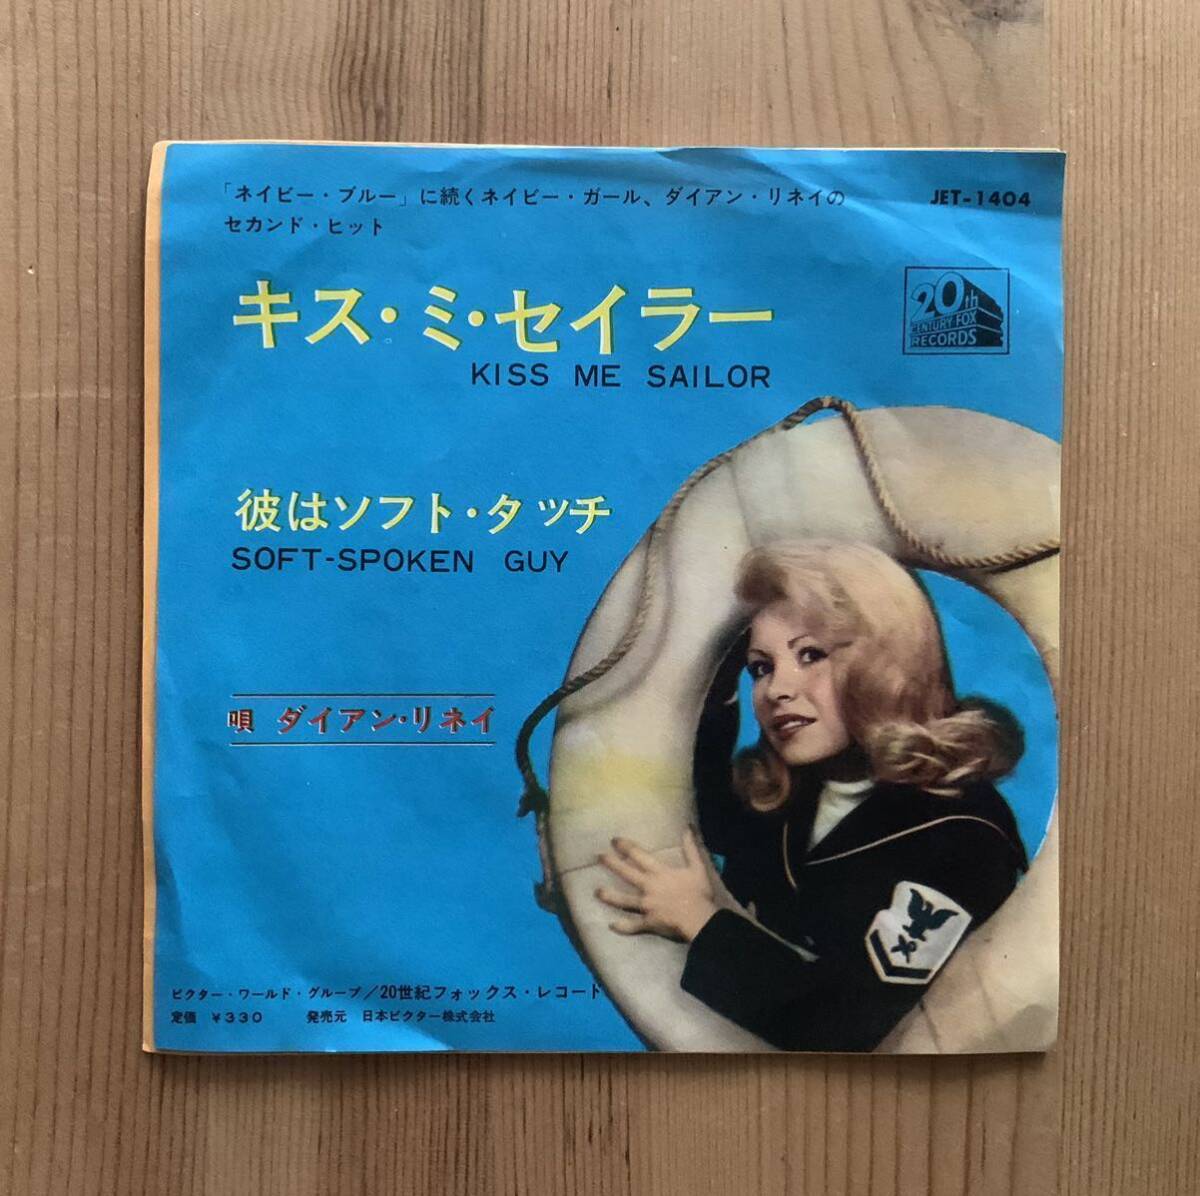 「ネイビー・ブルー」に続くネイビー・ガール、ダイアン・リネイの
セカンド・ヒット
JET-1404
20th
CENTURY FOX
RECORDS
キス・ミ・セイラー
KISS ME SAILOR
彼はソフト・タッチ
SOFT-SPOKEN GUY
唄 ダイアン・リネイ
ビクター・ワールド・グループ/20世紀フォックス・レコード
定価 ¥330 発売元 日本ビクター株式会社